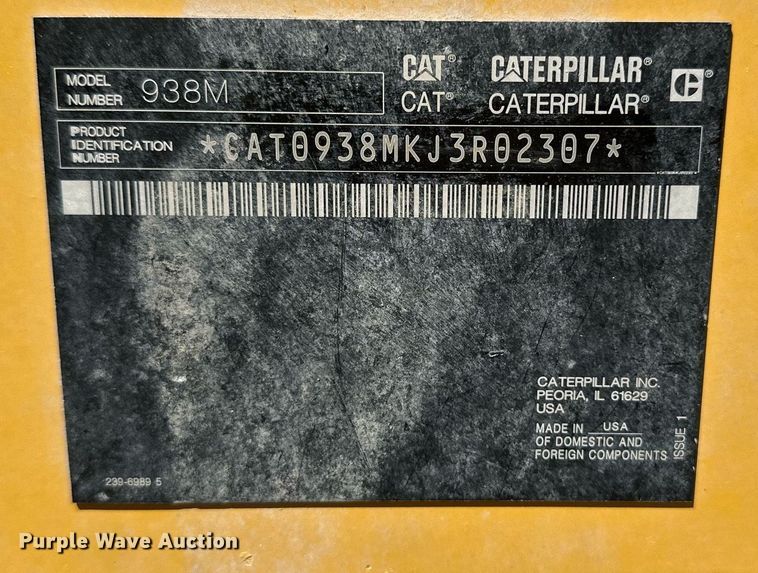 MODEL NUMBER 938M
CAT® CATERPILLAR® C®
CAT® CATERPILLAR®
PRODUCT IDENTIFICATION NUMBER *CAT0938MKJ3R02307*
CATERPILLAR INC.
PEORIA, IL 61629
USA
MADE IN USA
OF DOMESTIC AND
FOREIGN COMPONENTS
ISSUE 1
239-6989 5
Purple Wave Auction